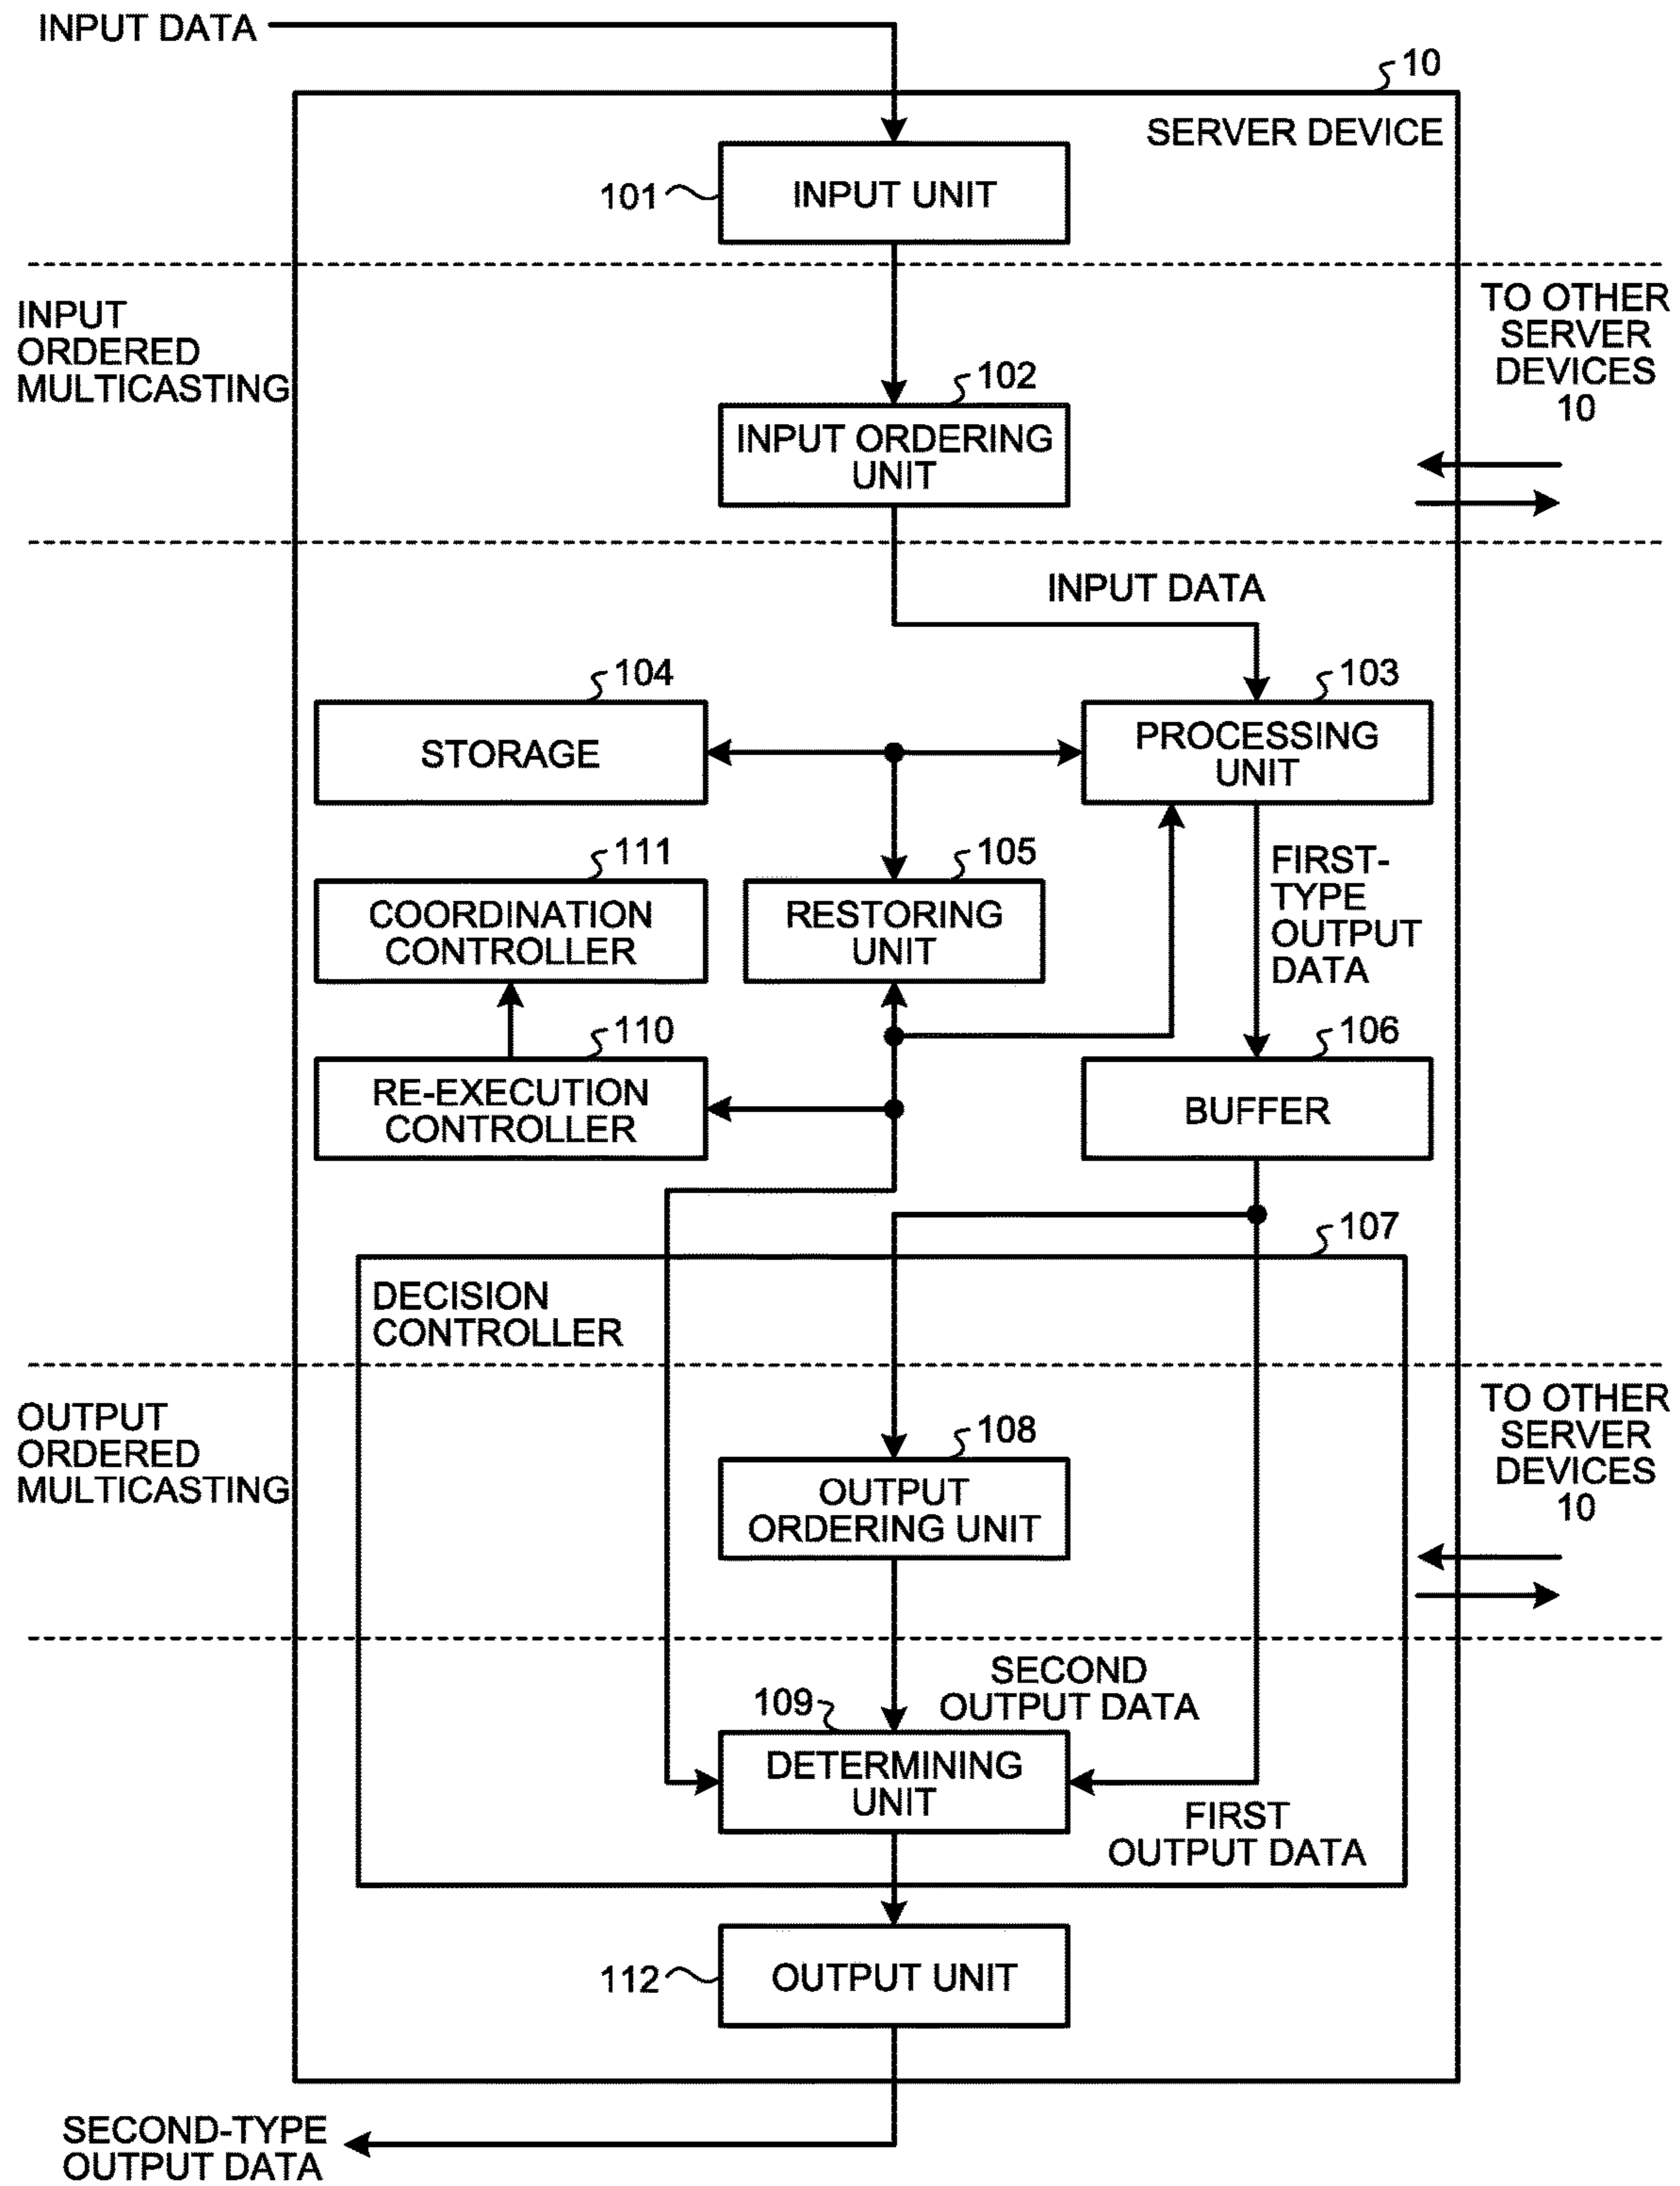 INPUT DATA
10
SERVER DEVICE
101
INPUT UNIT
INPUT
ORDERED
MULTICASTING
TO OTHER
SERVER
DEVICES
10
102
INPUT ORDERING
UNIT
INPUT DATA
104
STORAGE
103
PROCESSING
UNIT
111
COORDINATION
CONTROLLER
105
RESTORING
UNIT
FIRST-
TYPE
OUTPUT
DATA
110
RE-EXECUTION
CONTROLLER
106
BUFFER
107
DECISION
CONTROLLER
OUTPUT
ORDERED
MULTICASTING
TO OTHER
SERVER
DEVICES
10
108
OUTPUT
ORDERING UNIT
SECOND
OUTPUT DATA
109
DETERMINING
UNIT
FIRST
OUTPUT DATA
112
OUTPUT UNIT
SECOND-TYPE
OUTPUT DATA